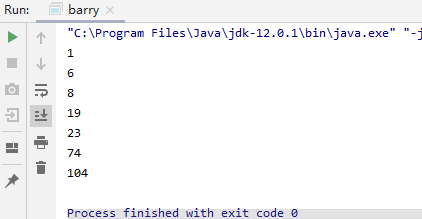 Run: barry
"C:\Program Files\Java\jdk-12.0.1\bin\java.exe" "-j
1
6
8
19
23
74
104
Process finished with exit code 0